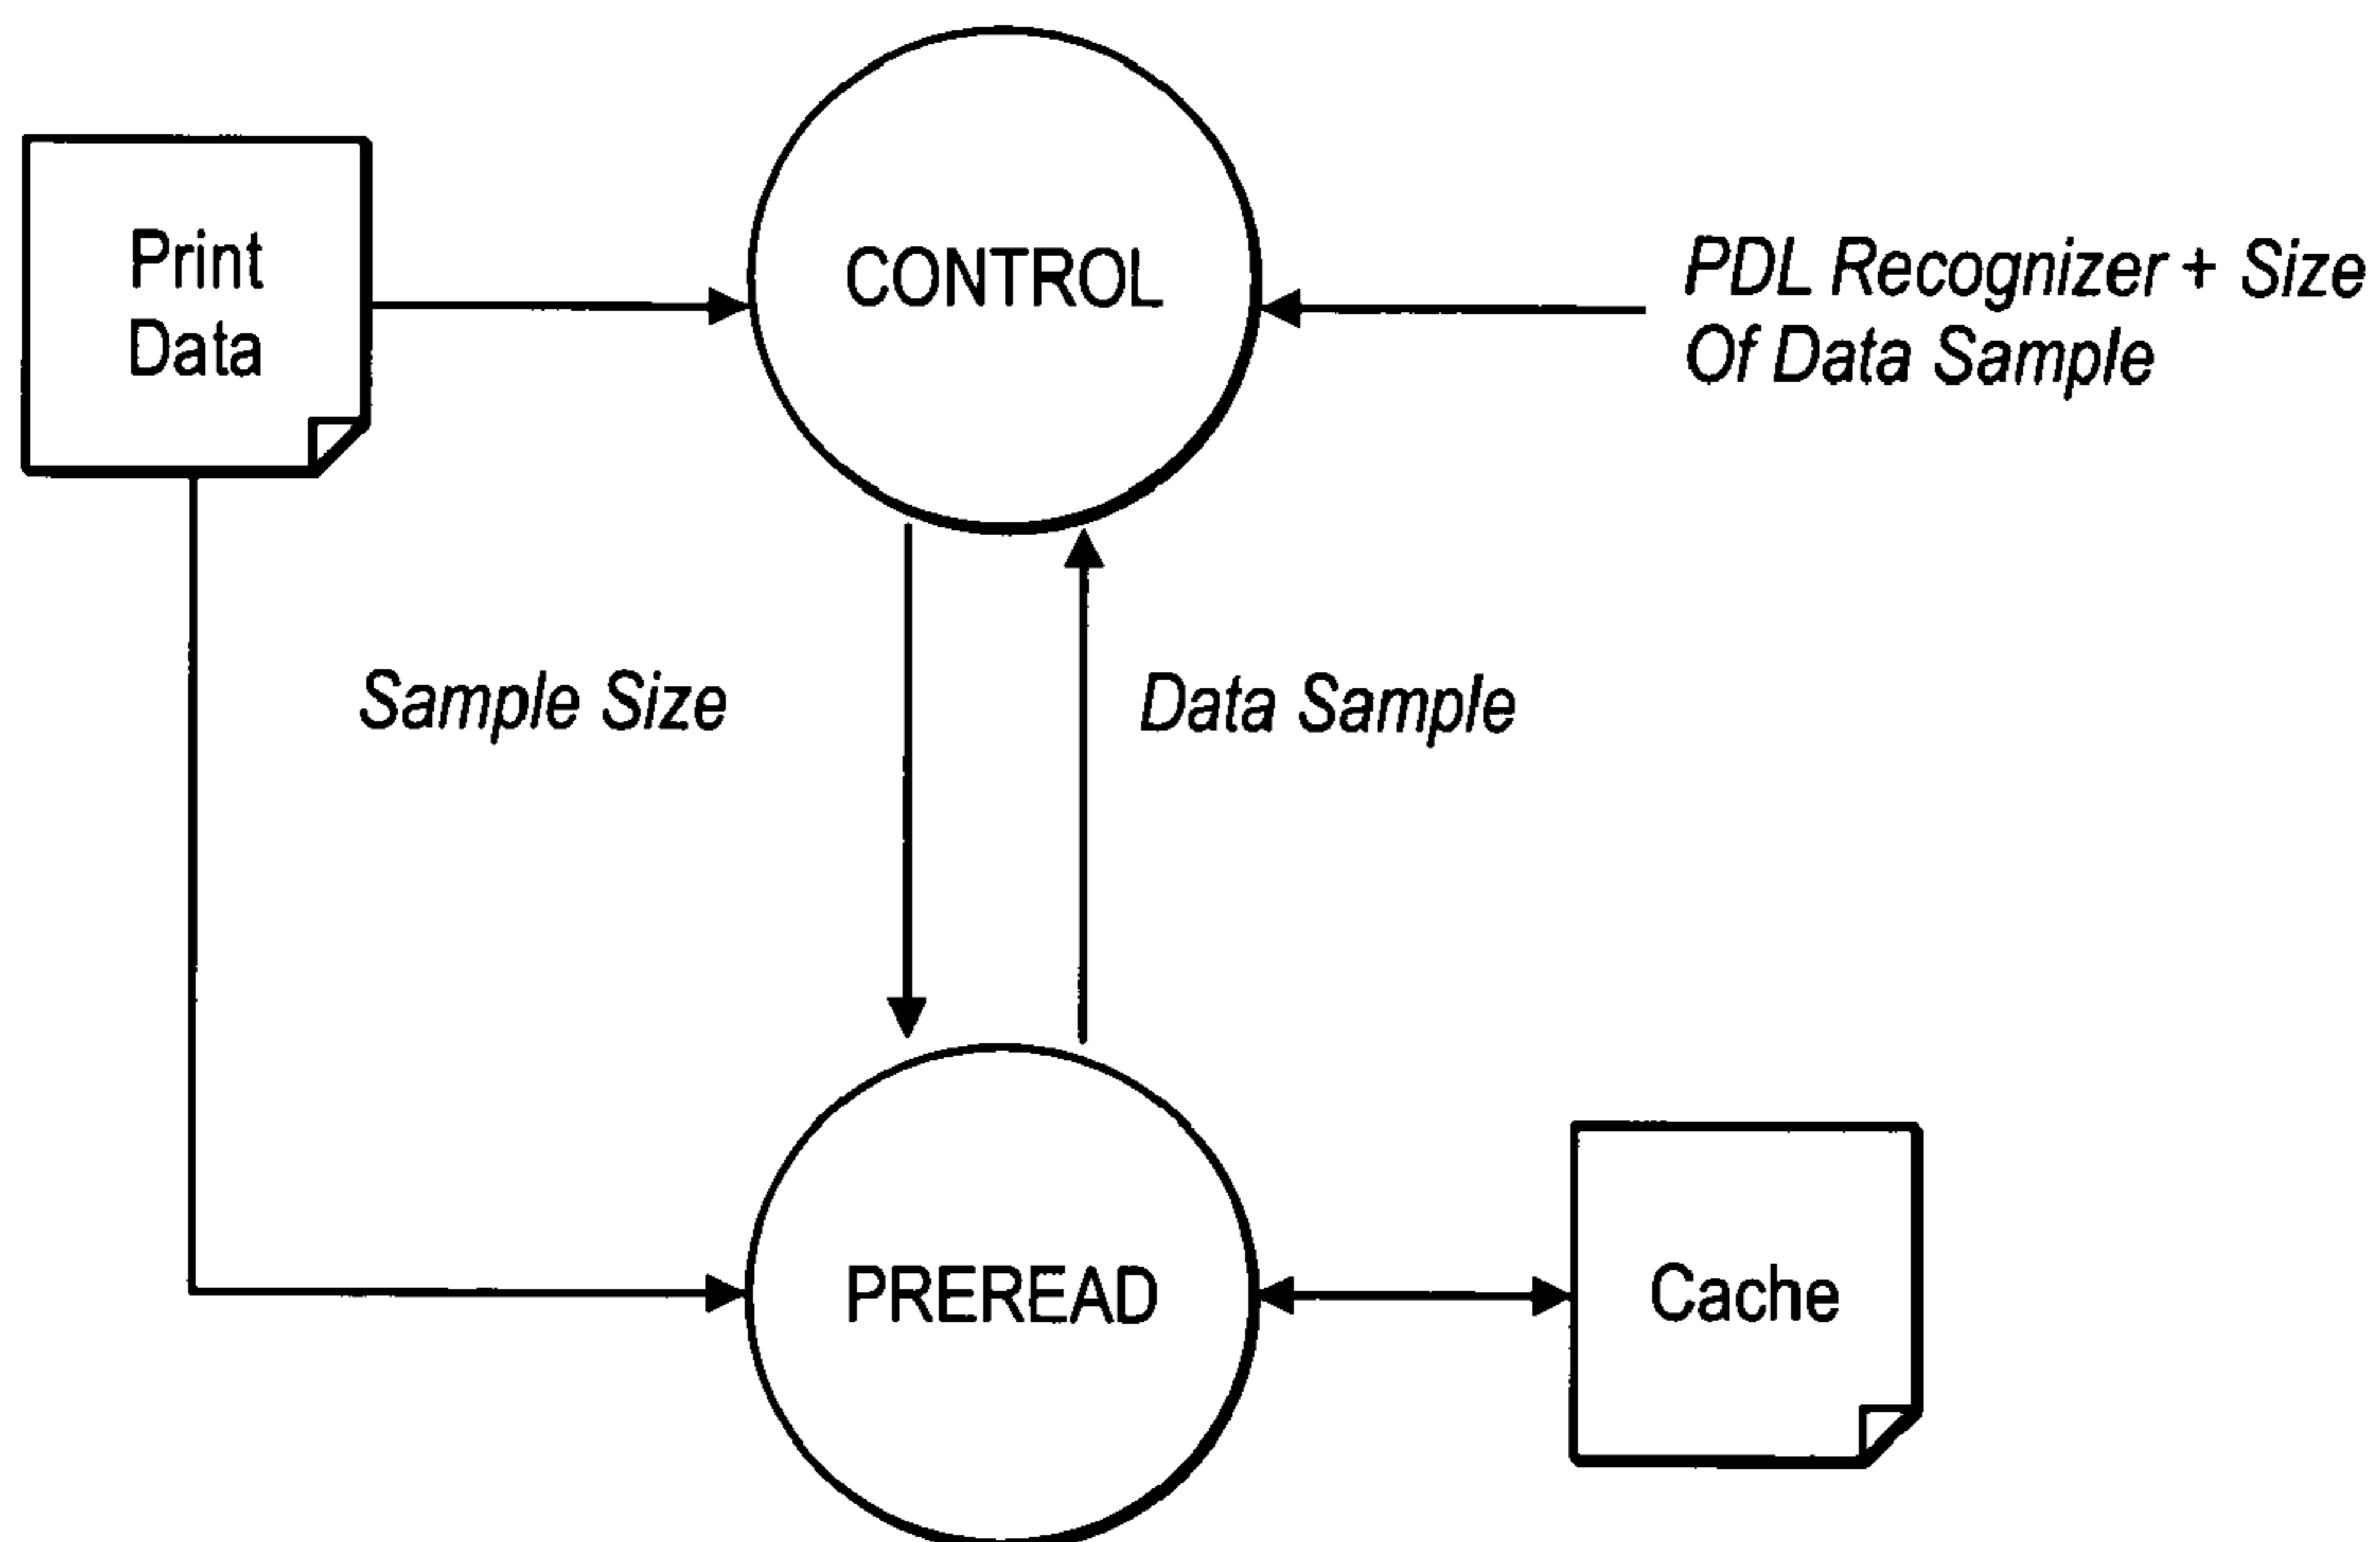 Print
Data
CONTROL
PDL Recognizer + Size
Of Data Sample
Sample Size
Data Sample
PREREAD
Cache